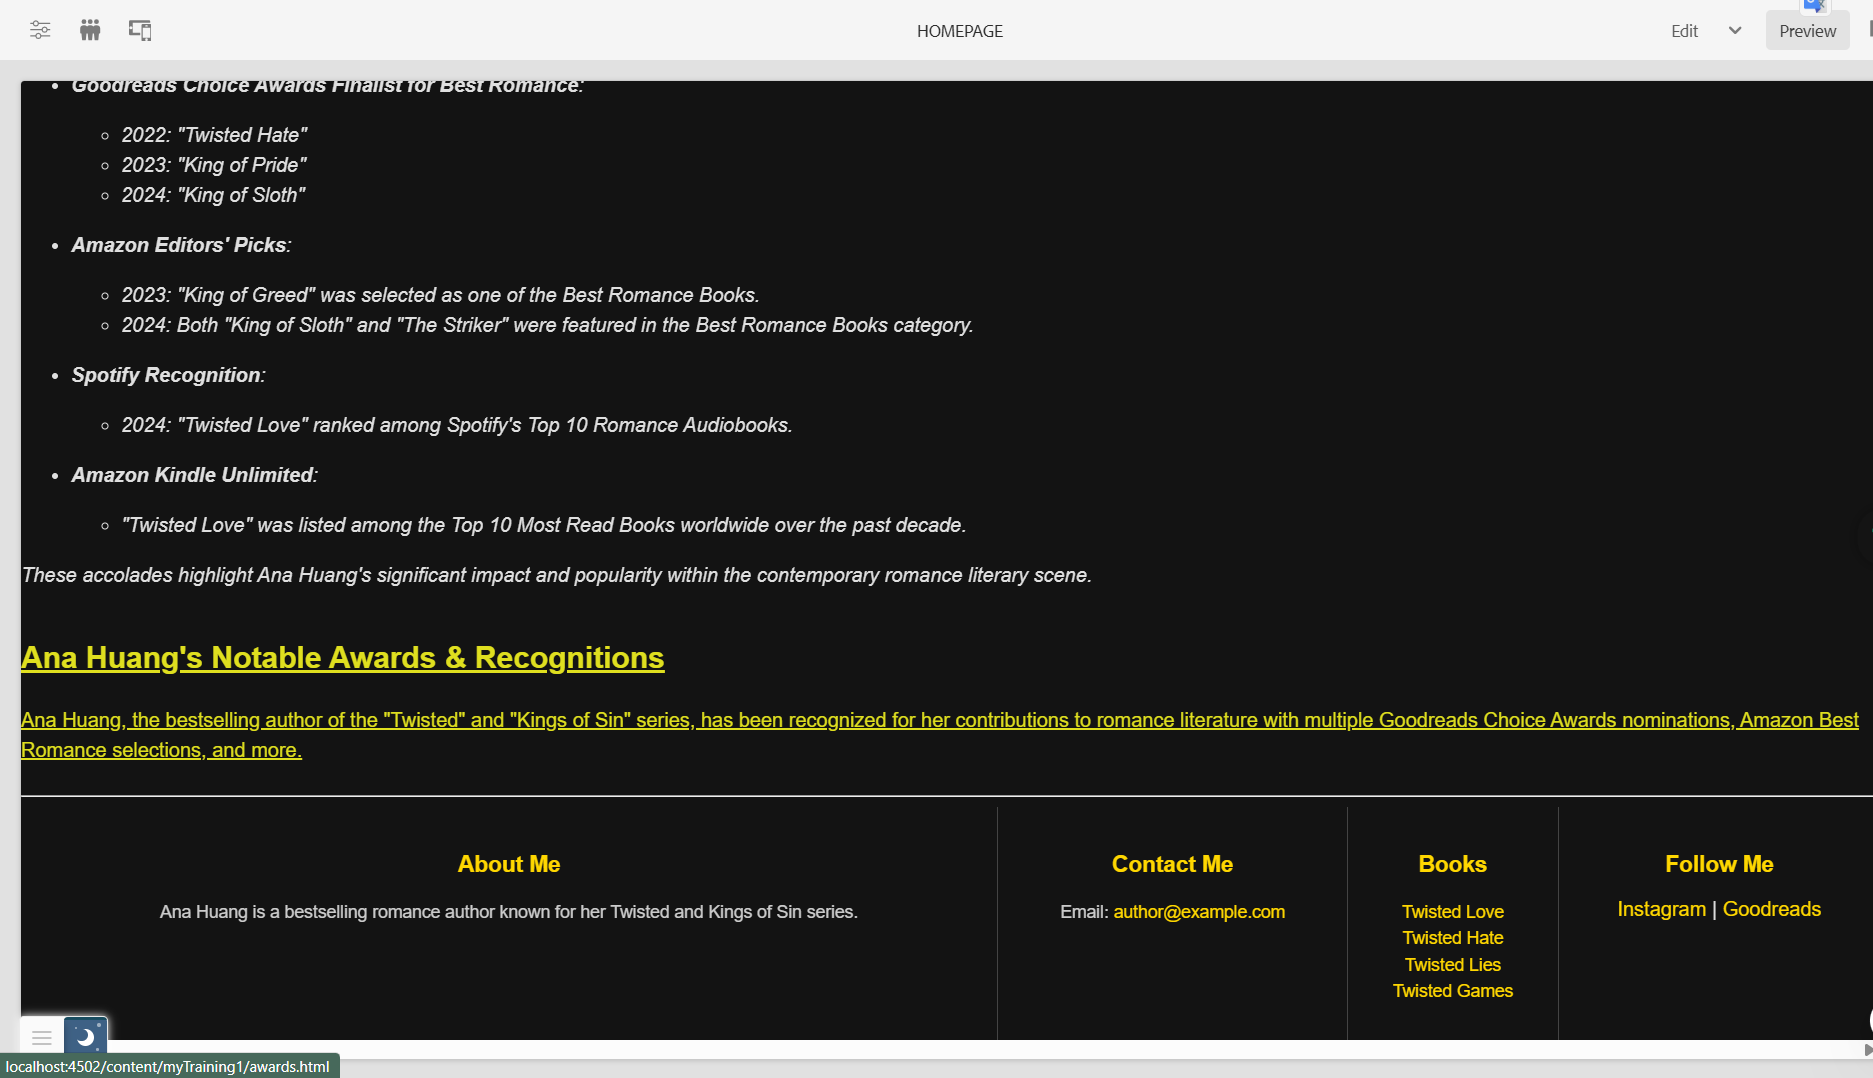 HOMEPAGE
Edit
Preview
Goodreads Choice Awards Finalist for Best Romance:
2022: "Twisted Hate"
2023: "King of Pride"
2024: "King of Sloth"
Amazon Editors' Picks:
2023: "King of Greed" was selected as one of the Best Romance Books.
2024: Both "King of Sloth" and "The Striker" were featured in the Best Romance Books category.
Spotify Recognition:
2024: "Twisted Love" ranked among Spotify's Top 10 Romance Audiobooks.
Amazon Kindle Unlimited:
"Twisted Love" was listed among the Top 10 Most Read Books worldwide over the past decade.
These accolades highlight Ana Huang's significant impact and popularity within the contemporary romance literary scene.
Ana Huang's Notable Awards & Recognitions
Ana Huang, the bestselling author of the "Twisted" and "Kings of Sin" series, has been recognized for her contributions to romance literature with multiple Goodreads Choice Awards nominations, Amazon Best
Romance selections, and more.
About Me
Ana Huang is a bestselling romance author known for her Twisted and Kings of Sin series.
Contact Me
Email: author@example.com
Books
Twisted Love
Twisted Hate
Twisted Lies
Twisted Games
Follow Me
Instagram | Goodreads
localhost:4502/content/myTraining1/awards.html